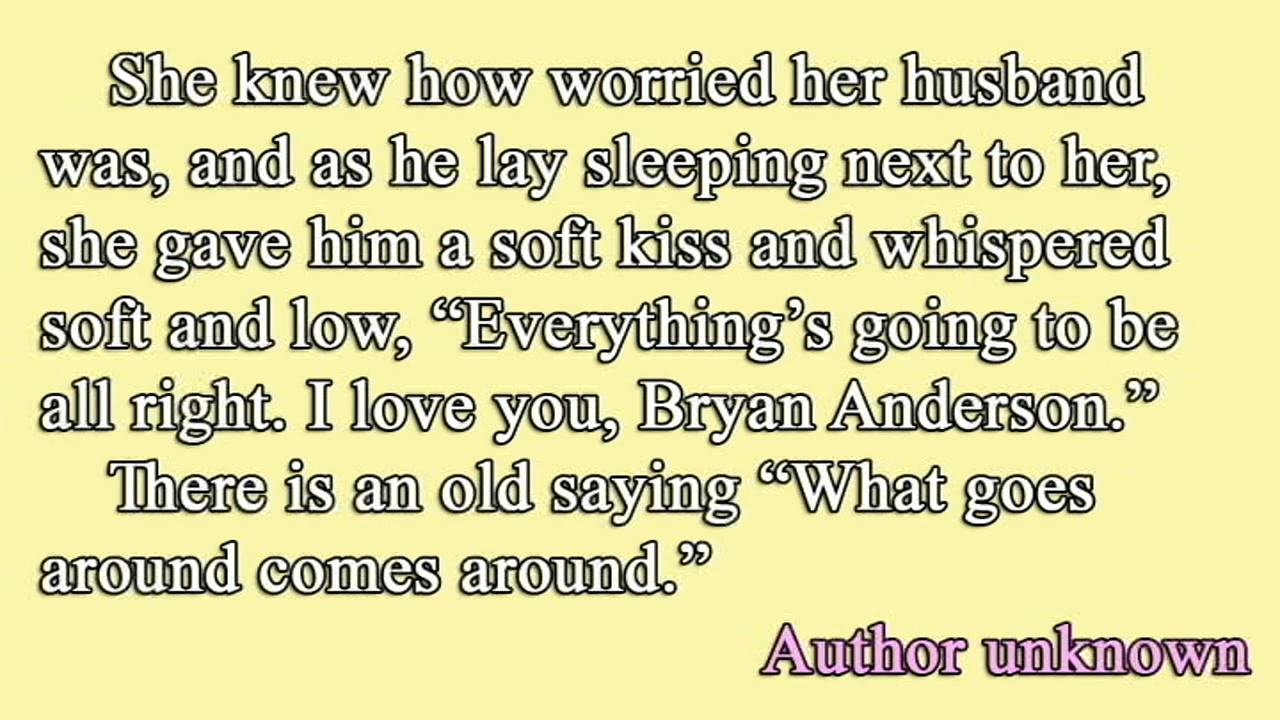 She knew how worried her husband
was, and as he lay sleeping next to her,
she gave him a soft kiss and whispered
soft and low, “Everything’s going to be
all right. I love you, Bryan Anderson.”
There is an old saying “What goes
around comes around.”
Author unknown